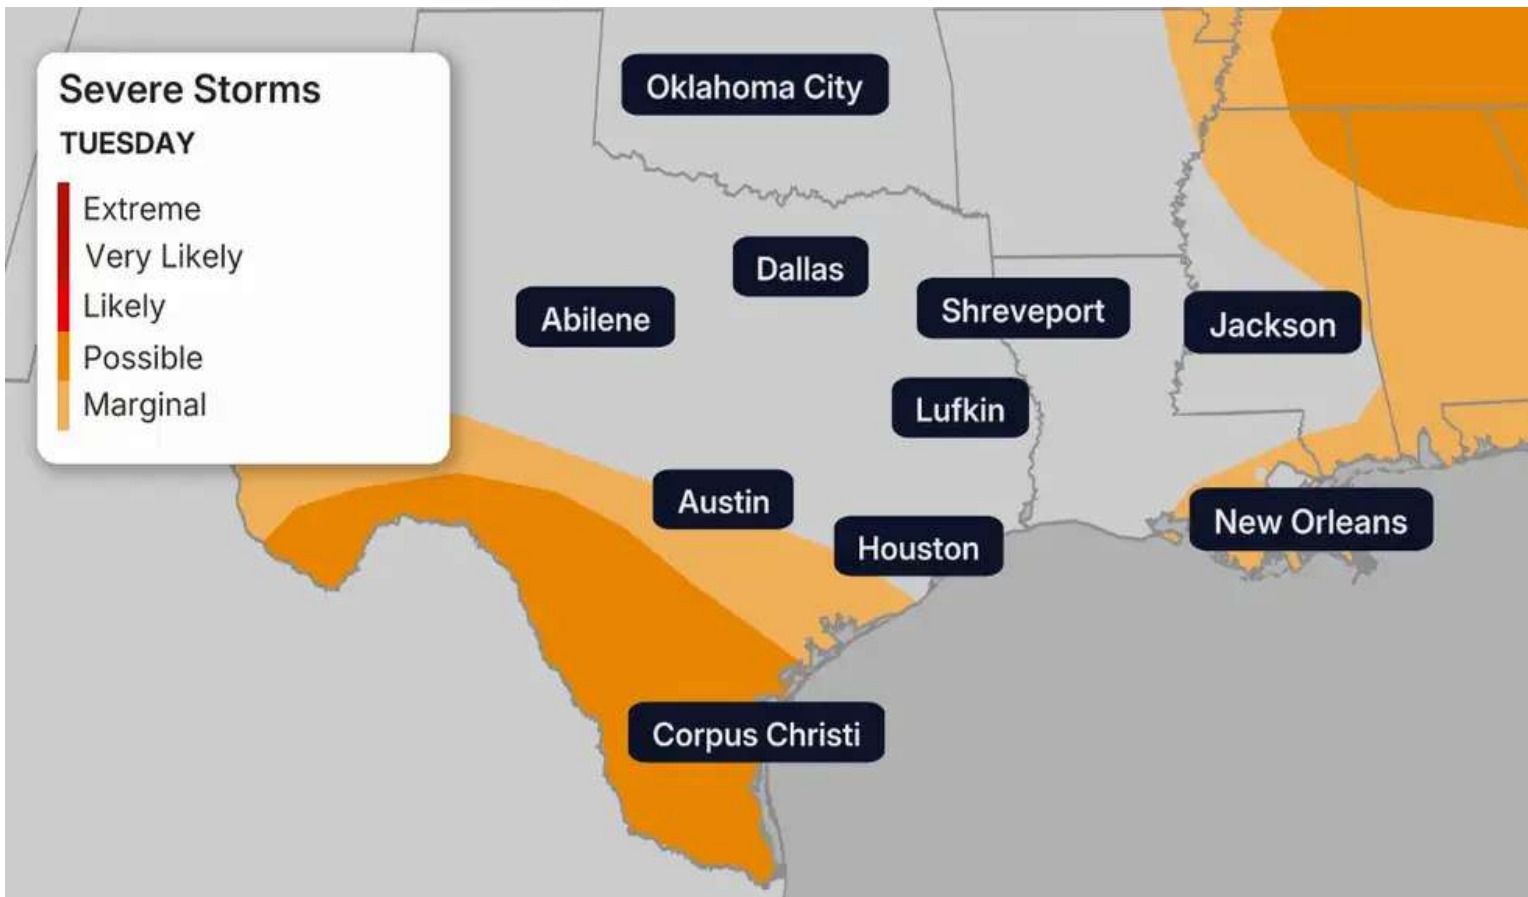 Severe Storms
TUESDAY
Extreme
Very Likely
Likely
Possible
Marginal
Oklahoma City
Dallas
Abilene
Shreveport
Jackson
Lufkin
Austin
Houston
New Orleans
Corpus Christi